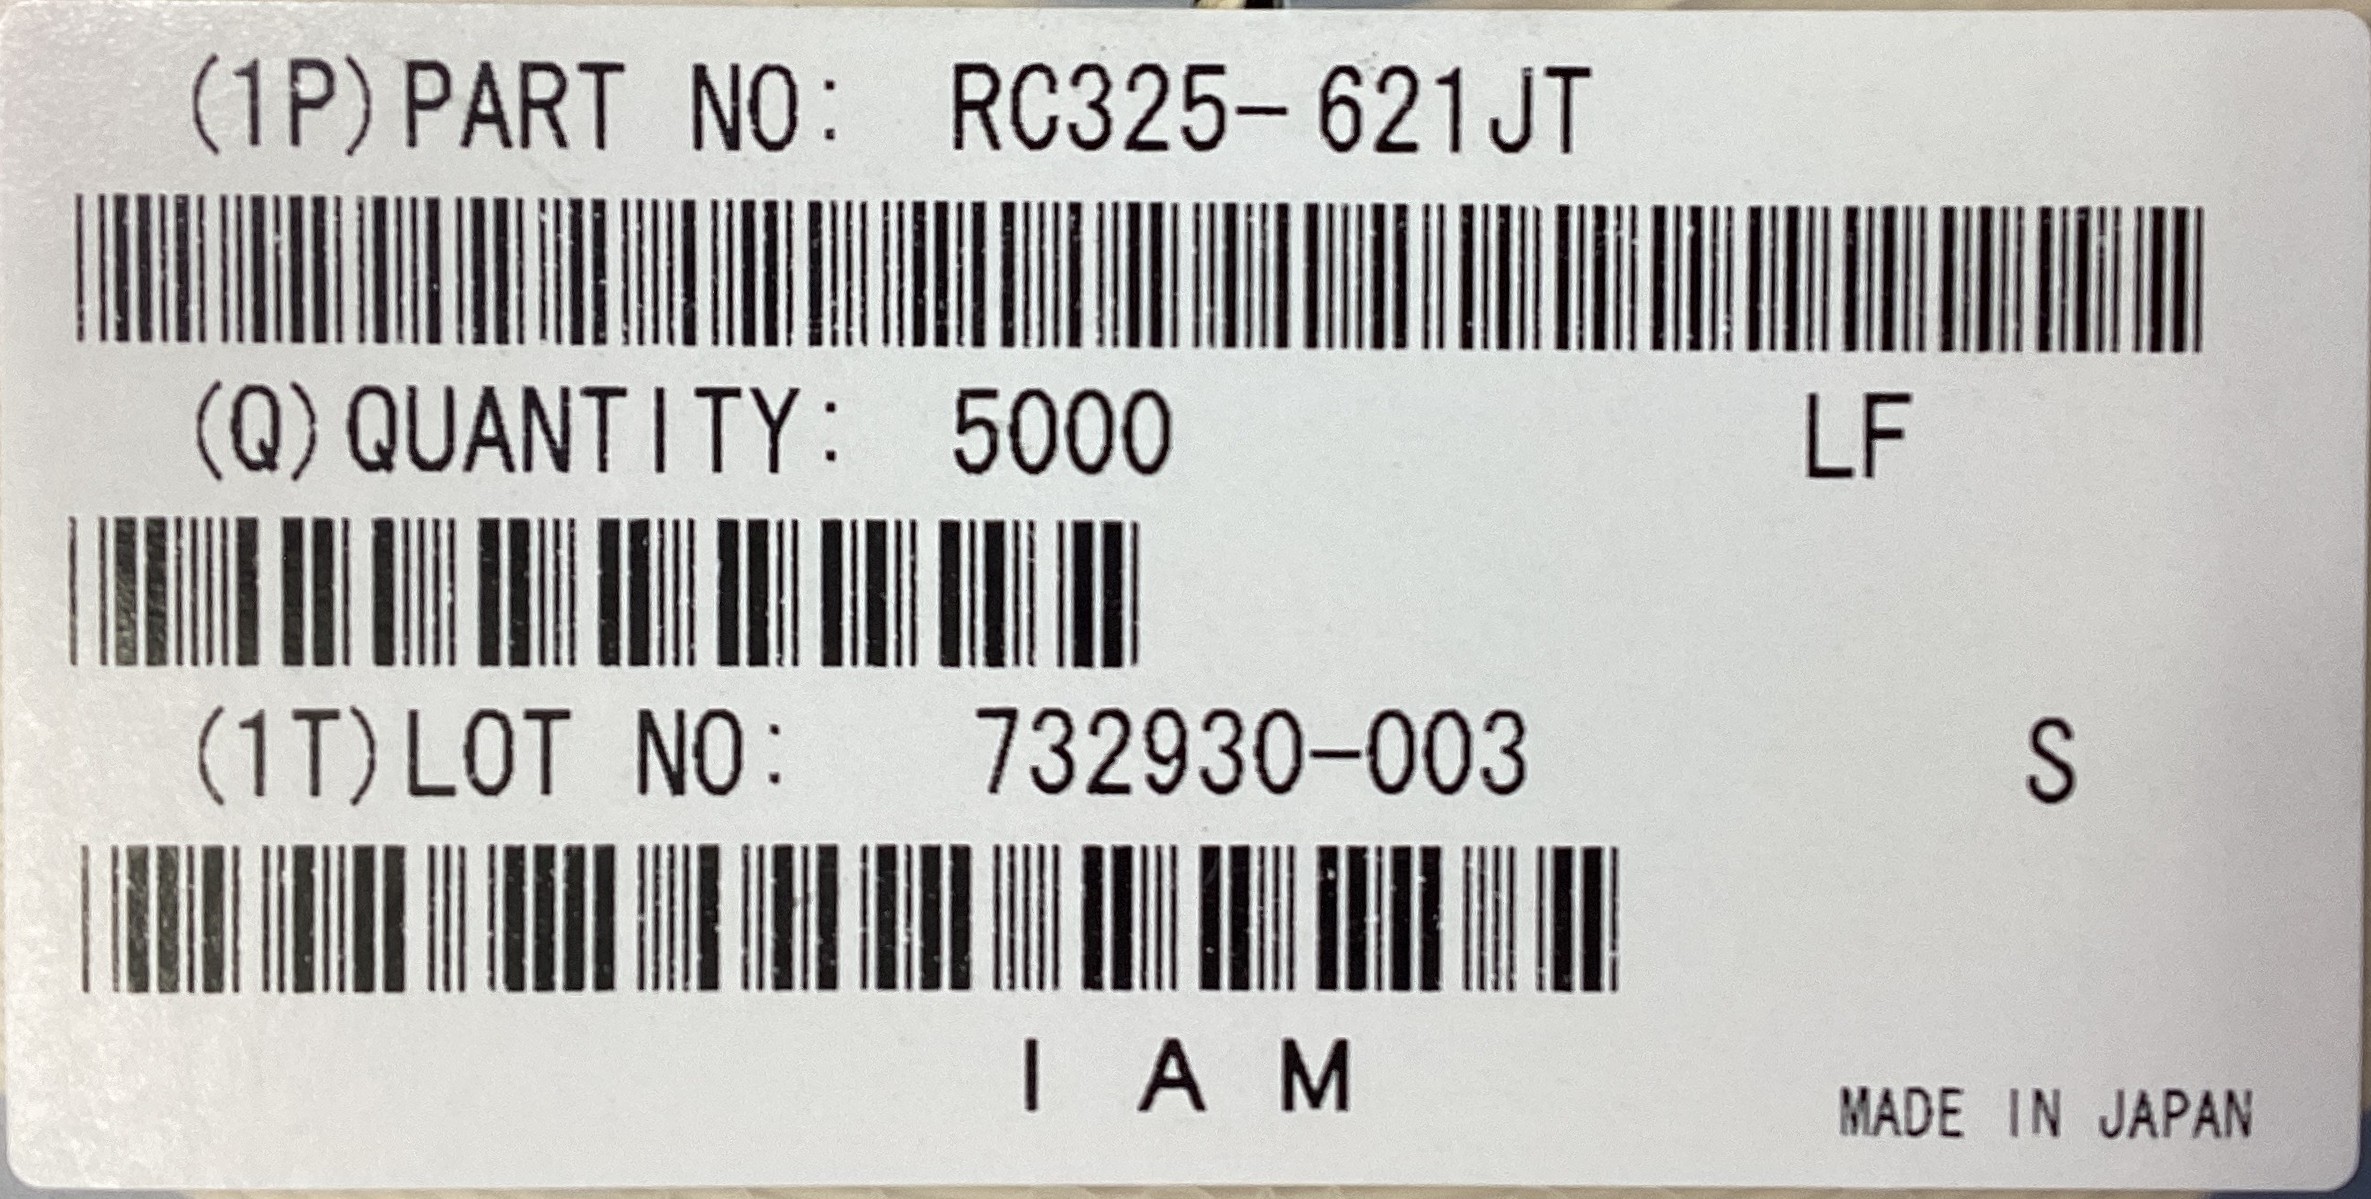 (1P)PART NO: RC325-621JT
(Q)QUANTITY: 5000 LF
(1T)LOT NO: 732930-003 S
I A M
MADE IN JAPAN